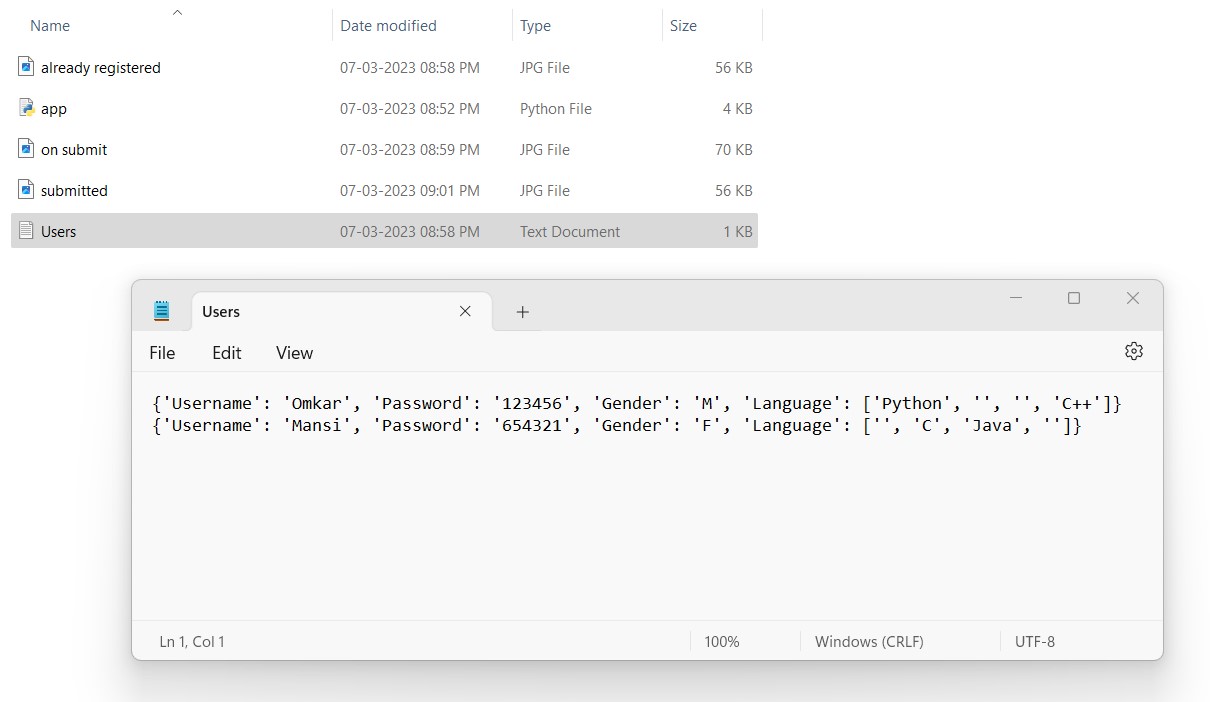 Name Date modified Type Size
already registered 07-03-2023 08:58 PM JPG File 56 KB
app 07-03-2023 08:52 PM Python File 4 KB
on submit 07-03-2023 08:59 PM JPG File 70 KB
submitted 07-03-2023 09:01 PM JPG File 56 KB
Users 07-03-2023 08:58 PM Text Document 1 KB
Users
File Edit View
{'Username': 'Omkar', 'Password': '123456', 'Gender': 'M', 'Language': ['Python', '', '', 'C++']}
{'Username': 'Mansi', 'Password': '654321', 'Gender': 'F', 'Language': ['', 'C', 'Java', '']}
Ln 1, Col 1 100% Windows (CRLF) UTF-8